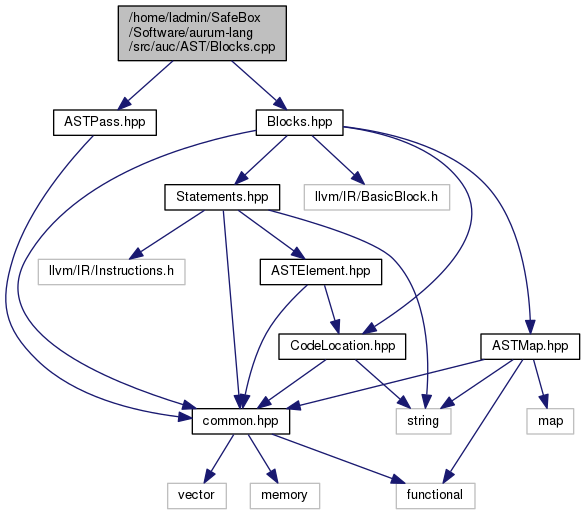 /home/ladmin/SafeBox
/Software/aurum-lang
/src/auc/AST/Blocks.cpp
ASTPass.hpp
Blocks.hpp
Statements.hpp
llvm/IR/BasicBlock.h
llvm/IR/Instructions.h
ASTElement.hpp
CodeLocation.hpp
ASTMap.hpp
common.hpp
string
map
vector
memory
functional